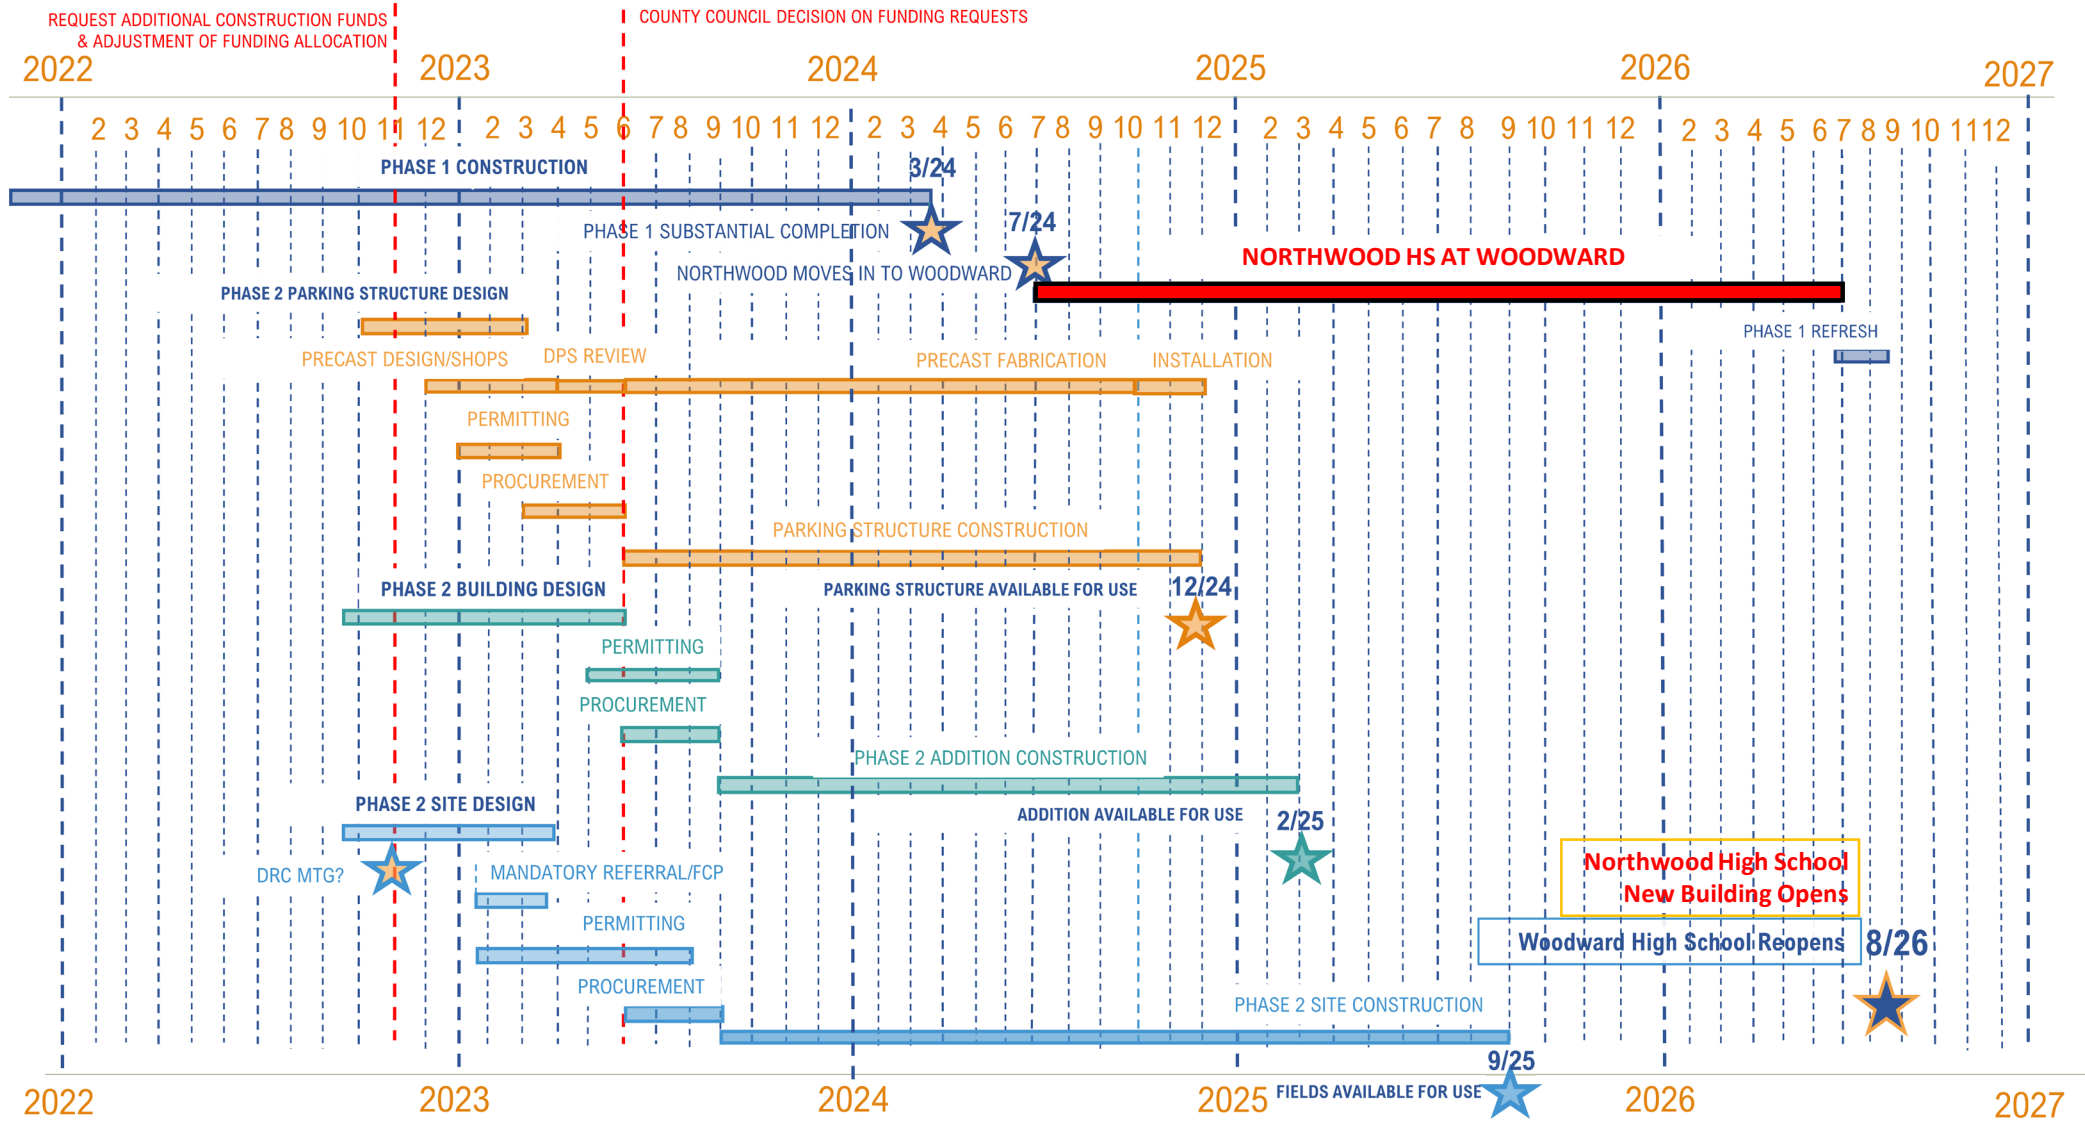 REQUEST ADDITIONAL CONSTRUCTION FUNDS
& ADJUSTMENT OF FUNDING ALLOCATION
COUNTY COUNCIL DECISION ON FUNDING REQUESTS
2022 2023 2024 2025 2026 2027
2 3 4 5 6 7 8 9 10 11 12 2 3 4 5 6 7 8 9 10 11 12 2 3 4 5 6 7 8 9 10 11 12 2 3 4 5 6 7 8 9 10 11 12 2 3 4 5 6 7 8 9 10 11 12
PHASE 1 CONSTRUCTION
3/24
PHASE 1 SUBSTANTIAL COMPLETION
7/24
NORTHWOOD MOVES IN TO WOODWARD
NORTHWOOD HS AT WOODWARD
PHASE 2 PARKING STRUCTURE DESIGN
PHASE 1 REFRESH
PRECAST DESIGN/SHOPS
DPS REVIEW
PRECAST FABRICATION
INSTALLATION
PERMITTING
PROCUREMENT
PARKING STRUCTURE CONSTRUCTION
PHASE 2 BUILDING DESIGN
PARKING STRUCTURE AVAILABLE FOR USE
12/24
PERMITTING
PROCUREMENT
PHASE 2 ADDITION CONSTRUCTION
PHASE 2 SITE DESIGN
ADDITION AVAILABLE FOR USE
2/25
DRC MTG?
MANDATORY REFERRAL/FCP
Northwood High School
New Building Opens
PERMITTING
Woodward High School Reopens
8/26
PROCUREMENT
PHASE 2 SITE CONSTRUCTION
9/25
FIELDS AVAILABLE FOR USE
2022 2023 2024 2025 2026 2027